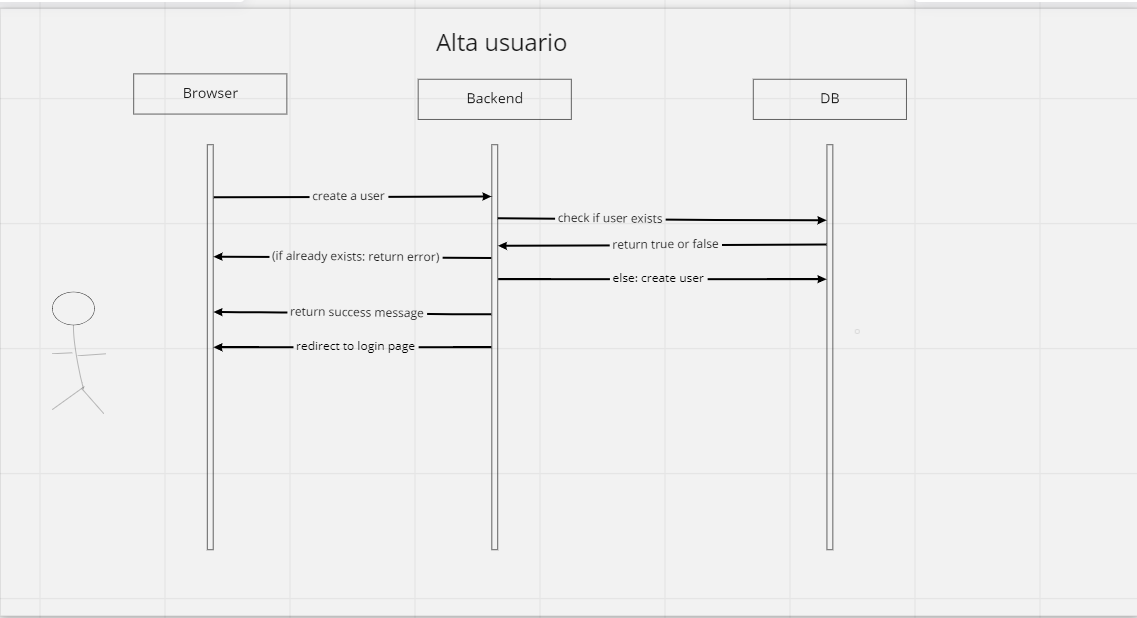 Alta usuario
Browser
Backend
DB
create a user
check if user exists
return true or false
(if already exists: return error)
else: create user
return success message
redirect to login page